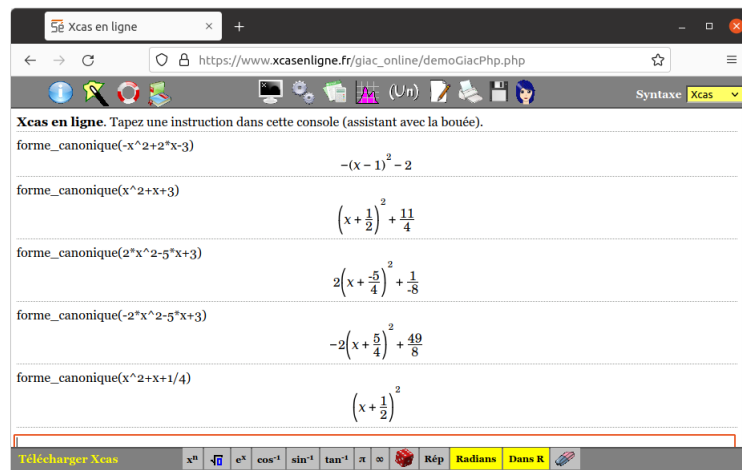 Xcas en ligne
https://www.xcasenligne.fr/giac_online/demoGiacPhp.php
(Un) Syntaxe Xcas
Xcas en ligne. Tapez une instruction dans cette console (assistant avec la bouée).
forme_canonique(-x^2+2*x-3)
−(x − 1)² − 2
forme_canonique(x^2+x+3)
(x + 1/2)² + 11/4
forme_canonique(2*x^2-5*x+3)
2(x + -5/4)² + 1/-8
forme_canonique(-2*x^2-5*x+3)
−2(x + 5/4)² + 49/8
forme_canonique(x^2+x+1/4)
(x + 1/2)²
Télécharger Xcas xⁿ √n eˣ cos⁻¹ sin⁻¹ tan⁻¹ π ∞ Rép Radians Dans R